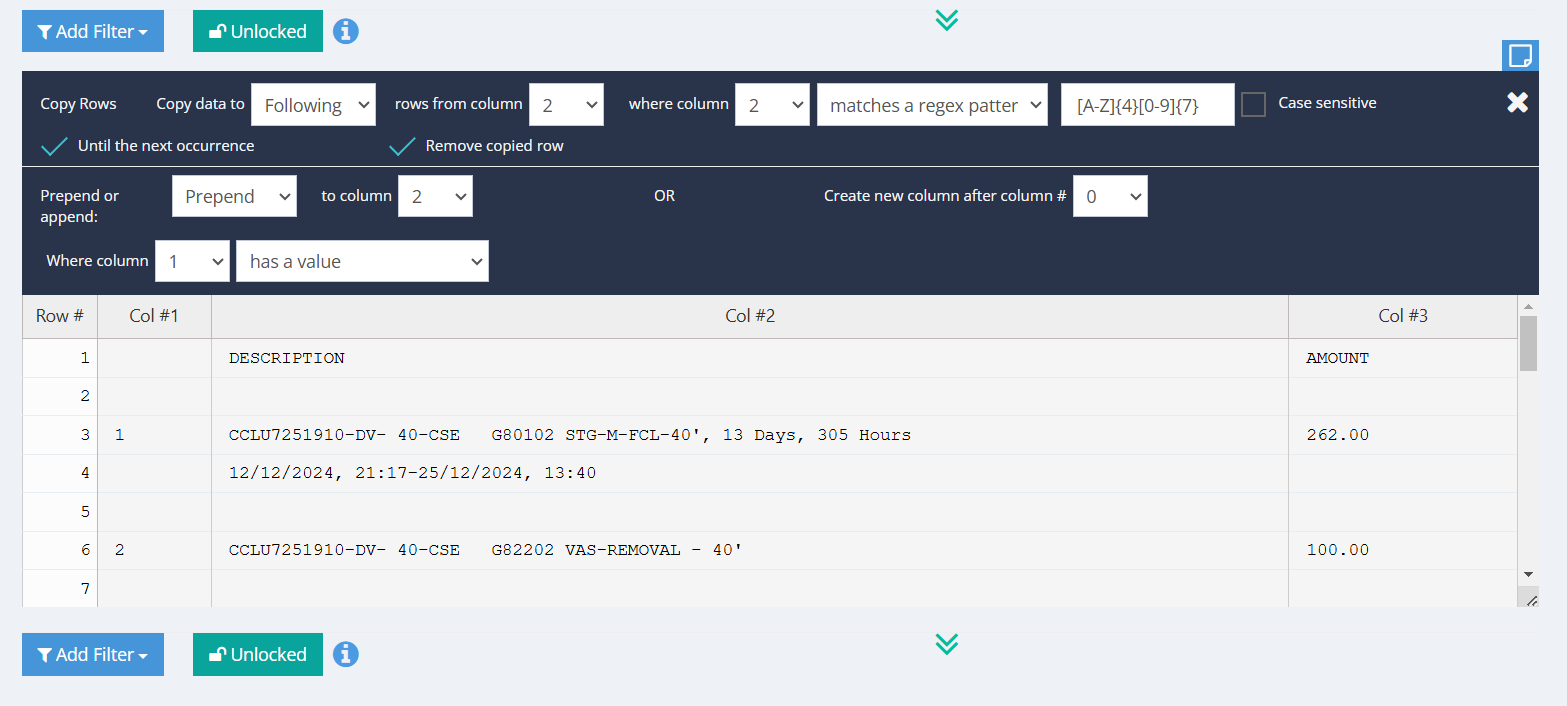 Add Filter Unlocked
Copy Rows Copy data to Following rows from column 2 where column 2 matches a regex patter [A-Z]{4}[0-9]{7} Case sensitive
Until the next occurrence Remove copied row
Prepend or append: Prepend to column 2 OR Create new column after column # 0
Where column 1 has a value
Row # Col #1 Col #2 Col #3
1 DESCRIPTION AMOUNT
2
3 1 CCLU7251910-DV- 40-CSE G80102 STG-M-FCL-40', 13 Days, 305 Hours 262.00
4 12/12/2024, 21:17-25/12/2024, 13:40
5
6 2 CCLU7251910-DV- 40-CSE G82202 VAS-REMOVAL - 40' 100.00
7
Add Filter Unlocked